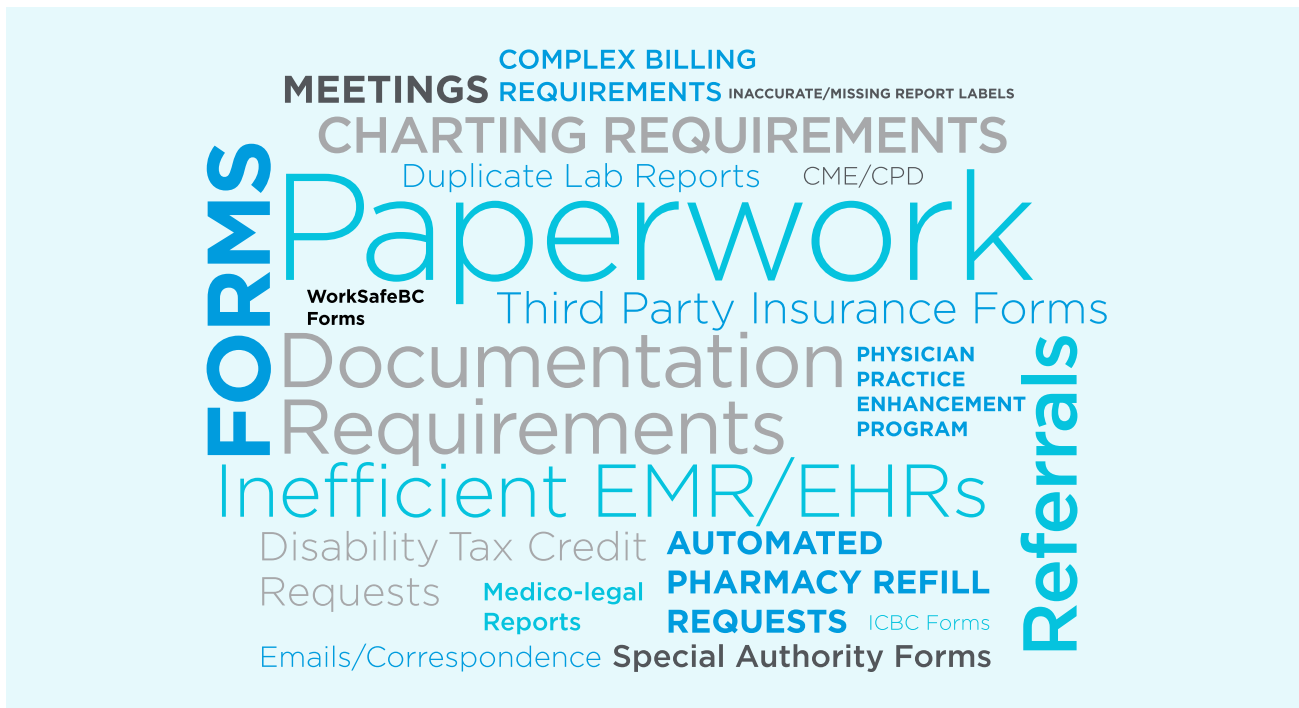 COMPLEX BILLING
REQUIREMENTS
MEETINGS
INACCURATE/MISSING REPORT LABELS
CHARTING REQUIREMENTS
FORMS
Duplicate Lab Reports
CME/CPD
Paperwork
WorkSafeBC
Forms
Third Party Insurance Forms
Documentation
Requirements
PHYSICIAN
PRACTICE
ENHANCEMENT
PROGRAM
Referrals
Inefficient EMR/EHRs
Disability Tax Credit
Requests
AUTOMATED
PHARMACY REFILL
REQUESTS
Medico-legal
Reports
ICBC Forms
Emails/Correspondence
Special Authority Forms